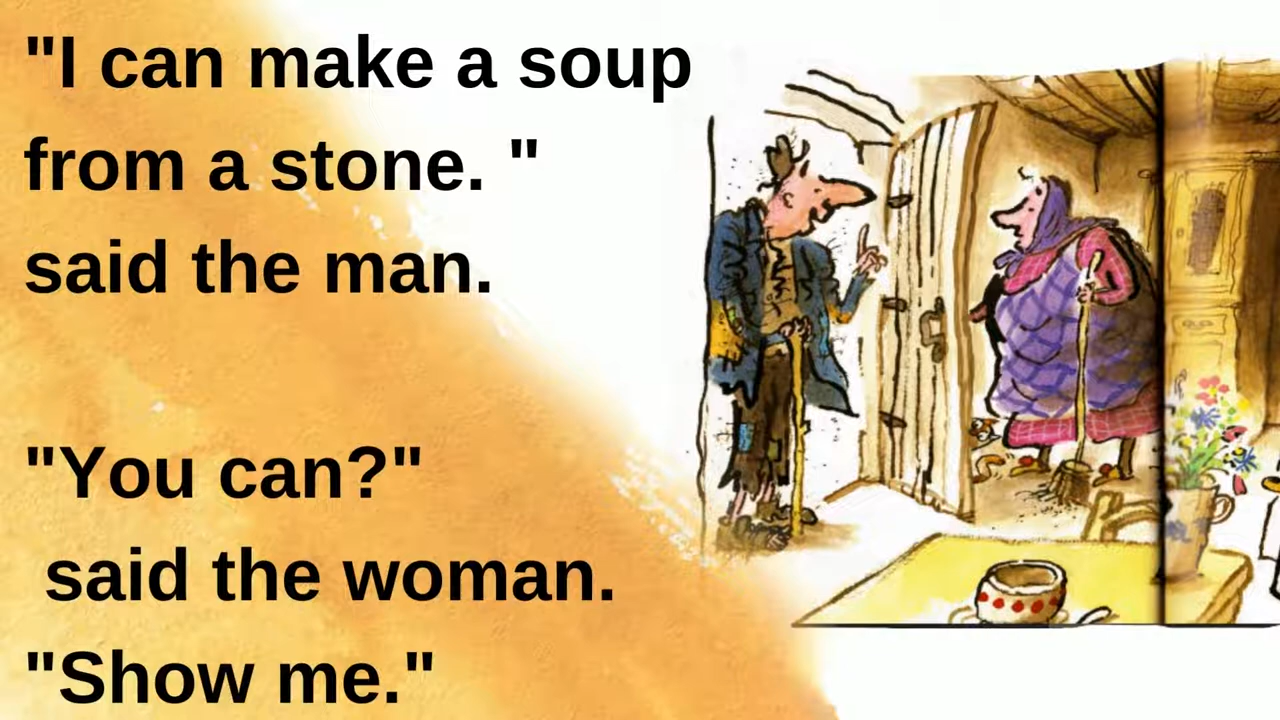 "I can make a soup
from a stone. "
said the man.
"You can?"
said the woman.
"Show me."